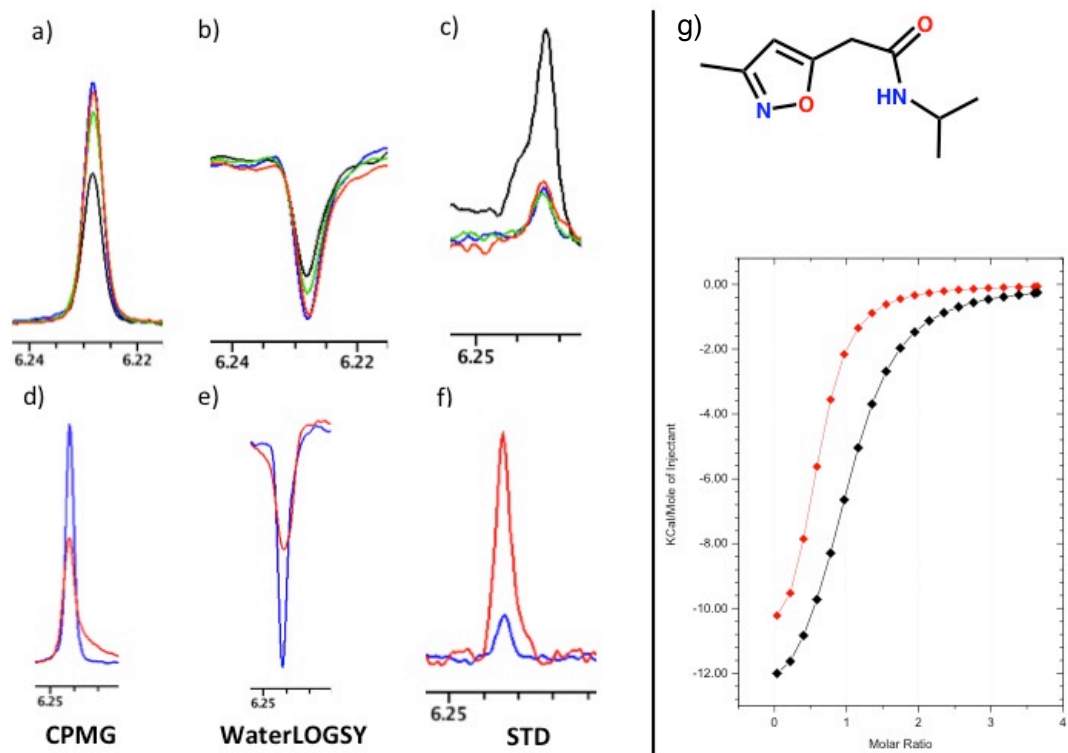 a)
b)
c)
6.24
6.22
6.24
6.22
6.25
d)
e)
f)
6.25
6.25
6.25
CPMG
WaterLOGSY
STD
g)
O
N
O
HN
0.00
-2.00
-4.00
-6.00
-8.00
-10.00
-12.00
KCal/Mole of Injectant
0
1
2
3
4
Molar Ratio